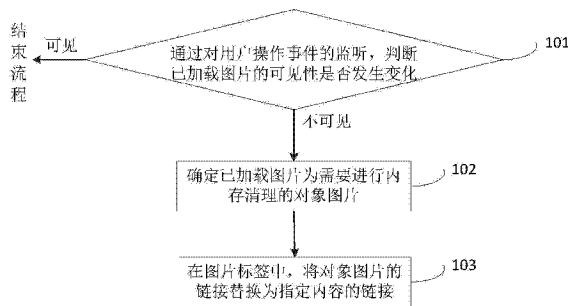 结束流程
可见
通过对用户操作事件的监听，判断
已加载图片的可见性是否发生变化
101
不可见
确定已加载图片为需要进行内
存清理的对象图片
102
在图片标签中，将对象图片的
链接替换为指定内容的链接
103